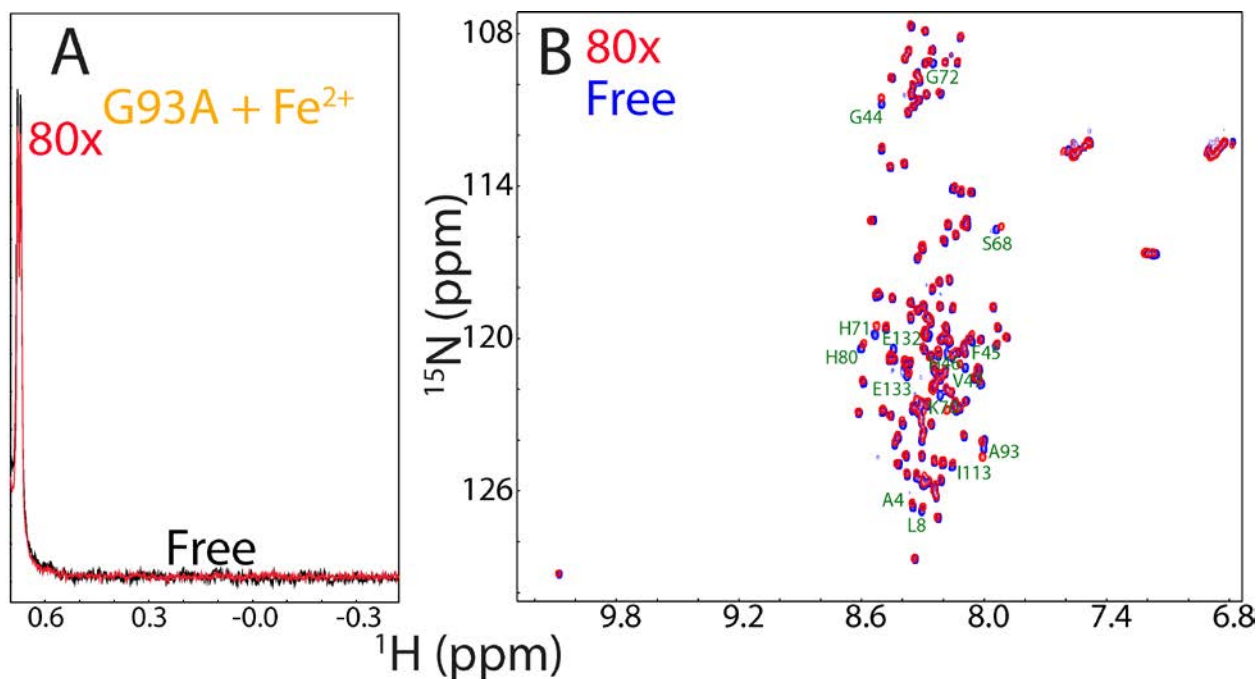 A
G93A + Fe²⁺
80x
Free
0.6 0.3 -0.0 -0.3
¹H (ppm)
B 80x
Free
¹⁵N (ppm)
108
114
120
126
G72
G44
S68
H71
E132
F45
H80
E133
A93
I113
A4
L8
9.8 9.2 8.6 8.0 7.4 6.8